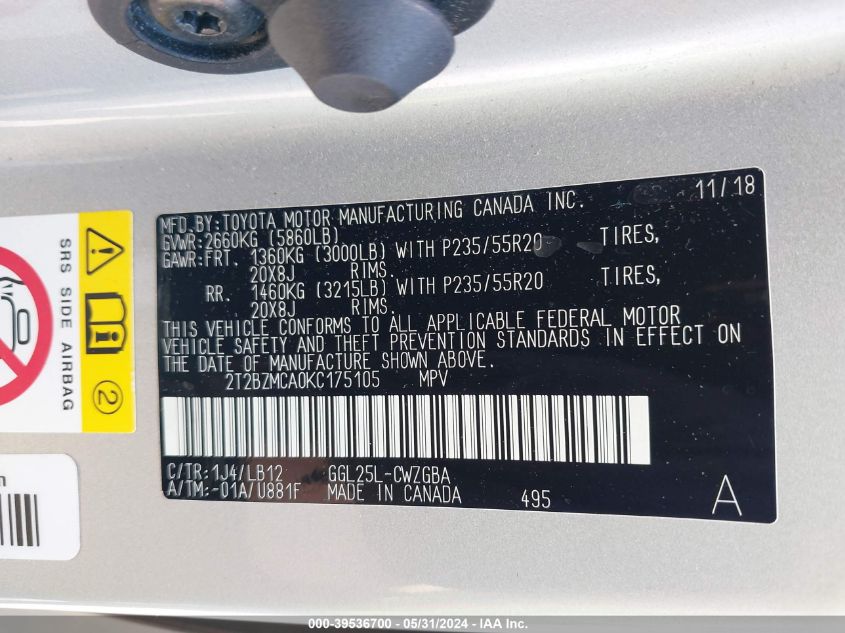 11/18
MFD.BY:TOYOTA MOTOR MANUFACTURING CANADA INC.
GVWR:2660KG (5860LB)
GAWR:FRT. 1360KG (3000LB) WITH P235/55R20 TIRES,
20X8J RIMS.
RR. 1460KG (3215LB) WITH P235/55R20 TIRES,
20X8J RIMS.
THIS VEHICLE CONFORMS TO ALL APPLICABLE FEDERAL MOTOR
VEHICLE SAFETY AND THEFT PREVENTION STANDARDS IN EFFECT ON
THE DATE OF MANUFACTURE SHOWN ABOVE.
2T2BZMCA0KC175105 MPV
C/TR:1J4/LB12 GGL25L-CWZGBA
A/TM:-01A/U881F MADE IN CANADA 495
A
SRS SIDE AIRBAG
2
000-39536700 - 05/31/2024 - IAA Inc.